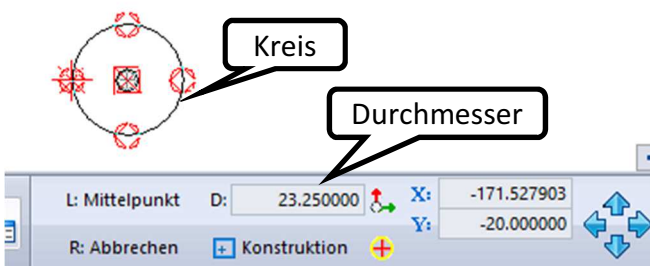 Kreis
Durchmesser
L: Mittelpunkt D: 23.250000 X: -171.527903
Y: -20.000000
R: Abbrechen Konstruktion